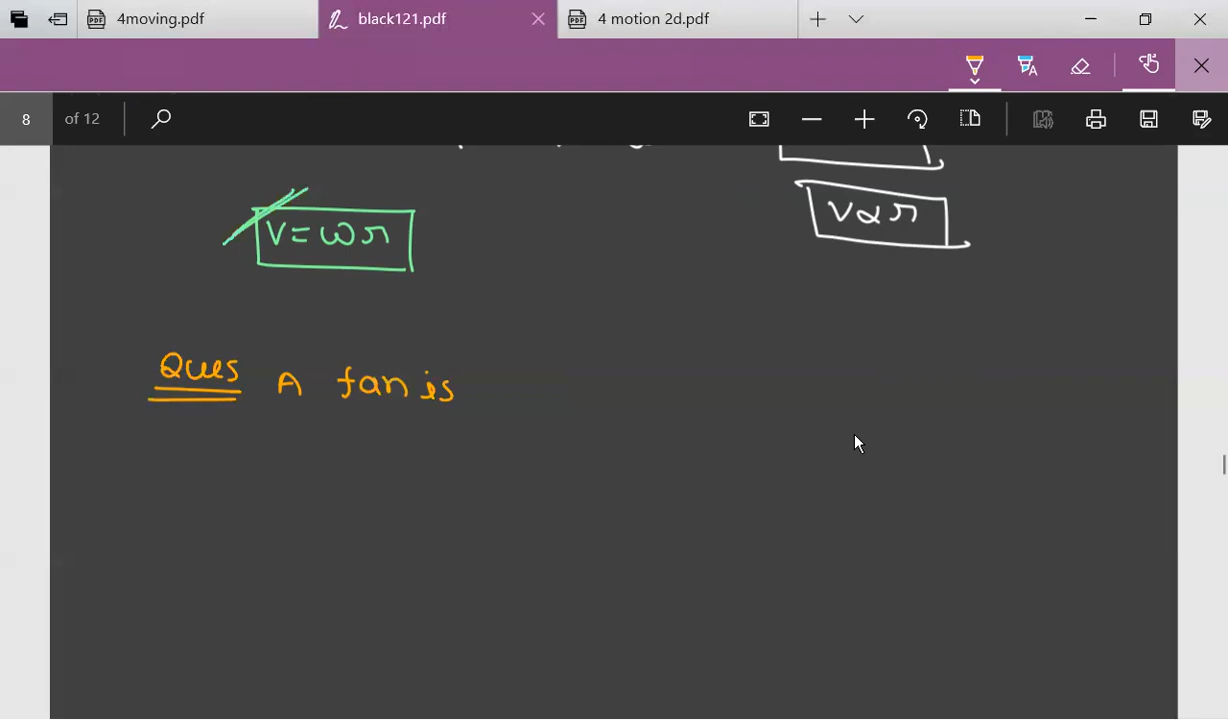 4moving.pdf
black121.pdf
4 motion 2d.pdf
8 of 12
V = ωr
V α r
Ques A fan is